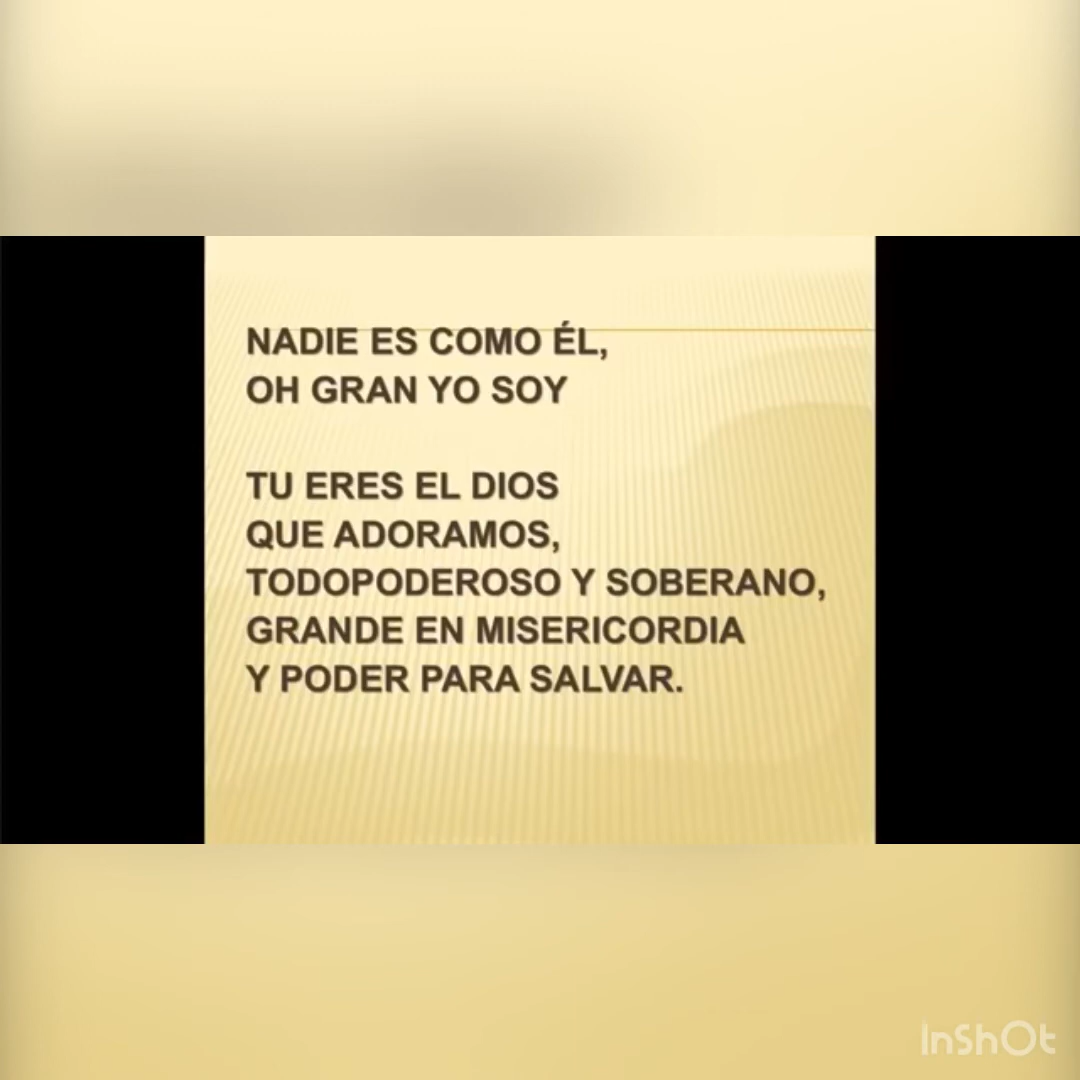 NADIE ES COMO ÉL,
OH GRAN YO SOY
TU ERES EL DIOS
QUE ADORAMOS,
TODOPODEROSO Y SOBERANO,
GRANDE EN MISERICORDIA
Y PODER PARA SALVAR.
InShOt